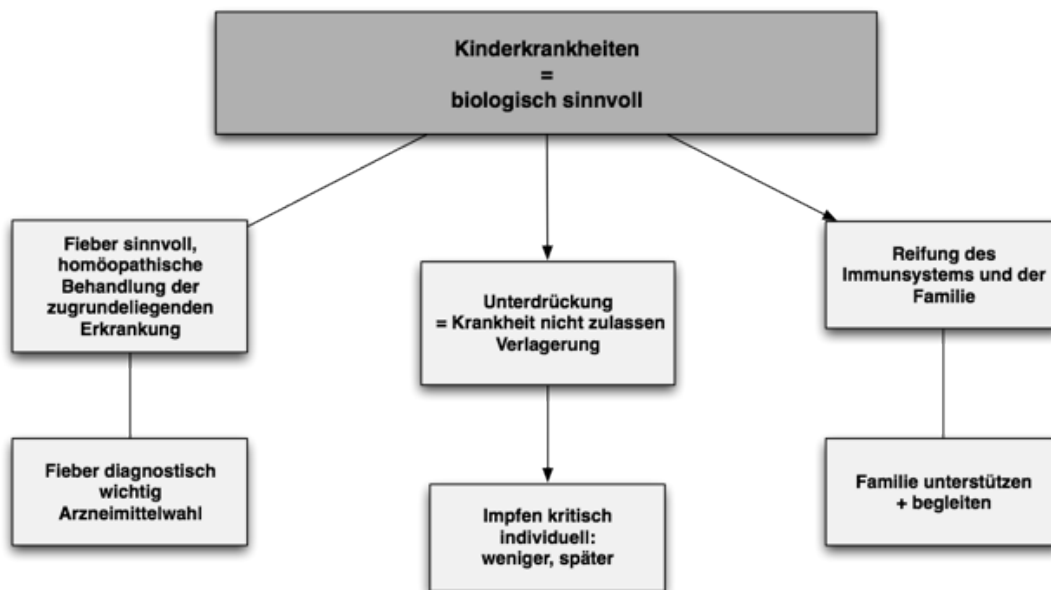 Kinderkrankheiten
=
biologisch sinnvoll
Fieber sinnvoll,
homöopathische
Behandlung der
zugrundeliegenden
Erkrankung
Unterdrückung
= Krankheit nicht zulassen
Verlagerung
Reifung des
Immunsystems und der
Familie
Fieber diagnostisch
wichtig
Arzneimittelwahl
Impfen kritisch
individuell:
weniger, später
Familie unterstützen
+ begleiten